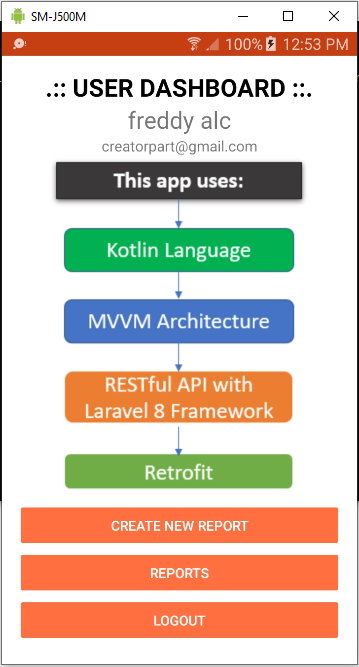 SM-J500M
100% 12:53 PM
.:: USER DASHBOARD ::.
freddy alc
creatorpart@gmail.com
This app uses:
Kotlin Language
MVVM Architecture
RESTful API with
Laravel 8 Framework
Retrofit
CREATE NEW REPORT
REPORTS
LOGOUT